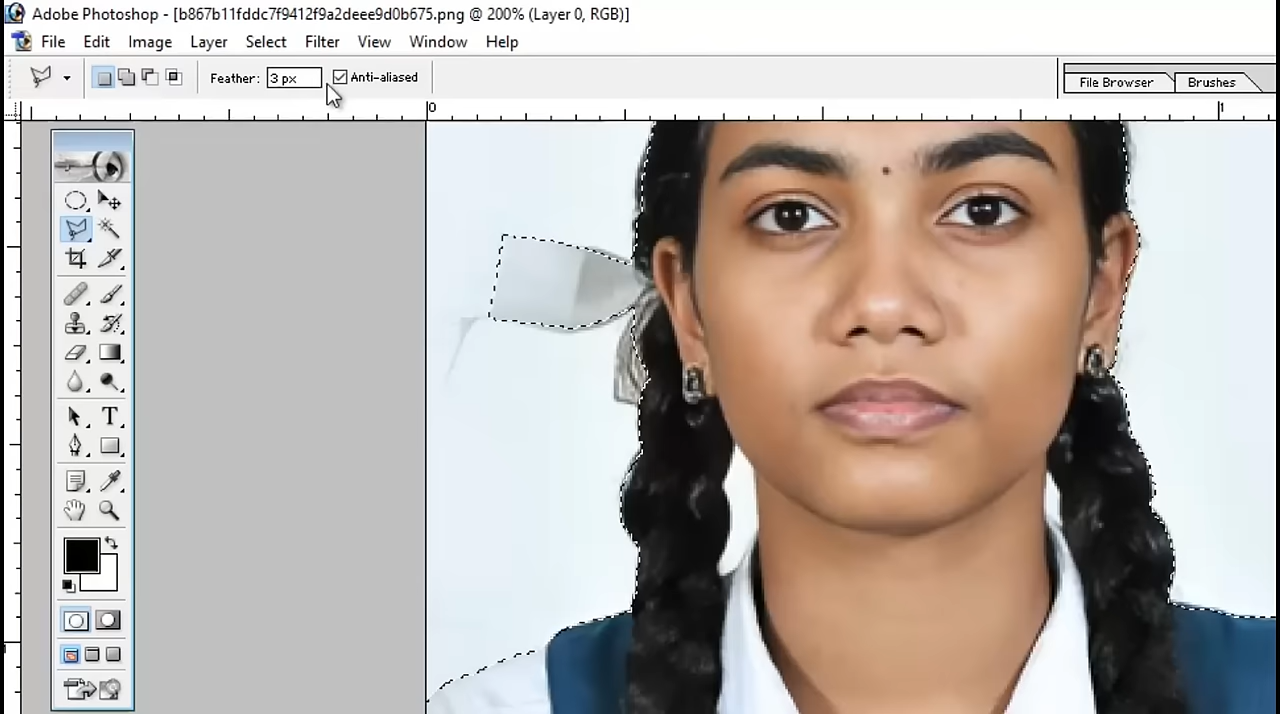 Adobe Photoshop - [b867b11fddc7f9412f9a2deee9d0b675.png @ 200% (Layer 0, RGB)]
File Edit Image Layer Select Filter View Window Help
Feather: 3 px Anti-aliased File Browser Brushes
0 1
T